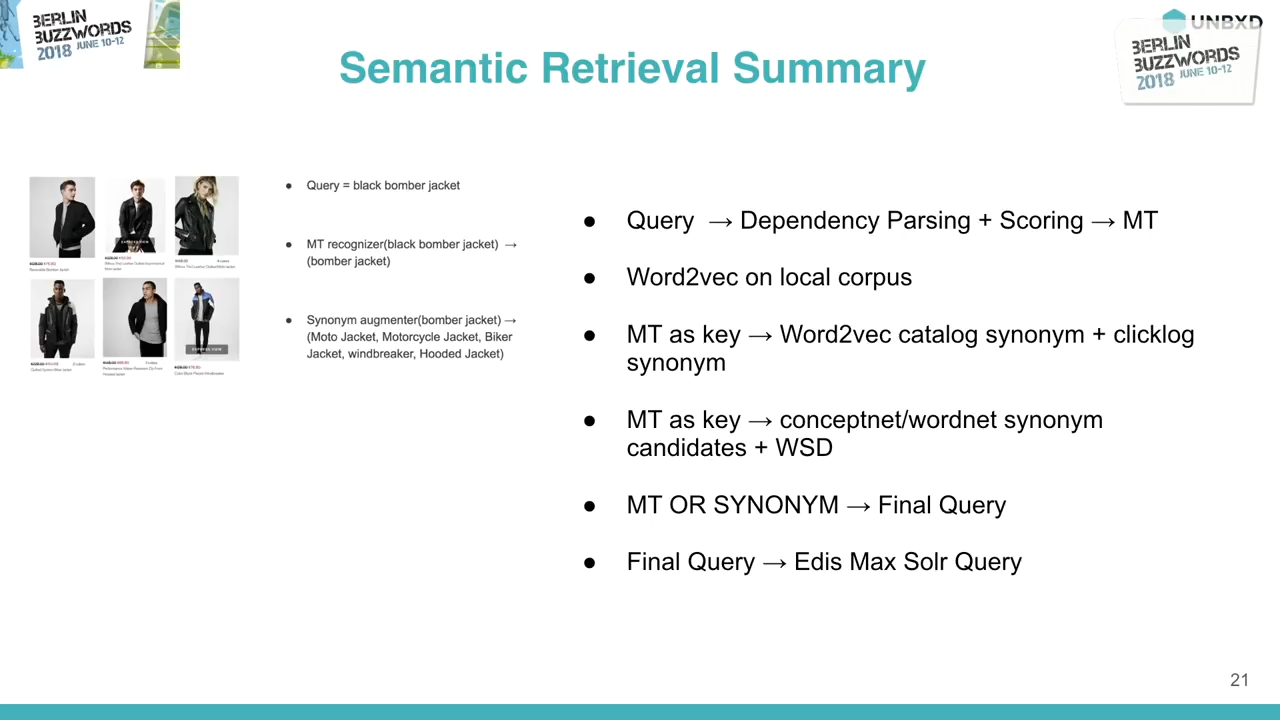 BERLIN
BUZZWORDS
2018 JUNE 10-12
UNBXD
BERLIN
BUZZWORDS
2018 JUNE 10-12
Semantic Retrieval Summary
● Query = black bomber jacket
● MT recognizer(black bomber jacket) →
(bomber jacket)
● Synonym augmenter(bomber jacket) →
(Moto Jacket, Motorcycle Jacket, Biker
Jacket, windbreaker, Hooded Jacket)
● Query → Dependency Parsing + Scoring → MT
● Word2vec on local corpus
● MT as key → Word2vec catalog synonym + clicklog
synonym
● MT as key → conceptnet/wordnet synonym
candidates + WSD
● MT OR SYNONYM → Final Query
● Final Query → Edis Max Solr Query
21